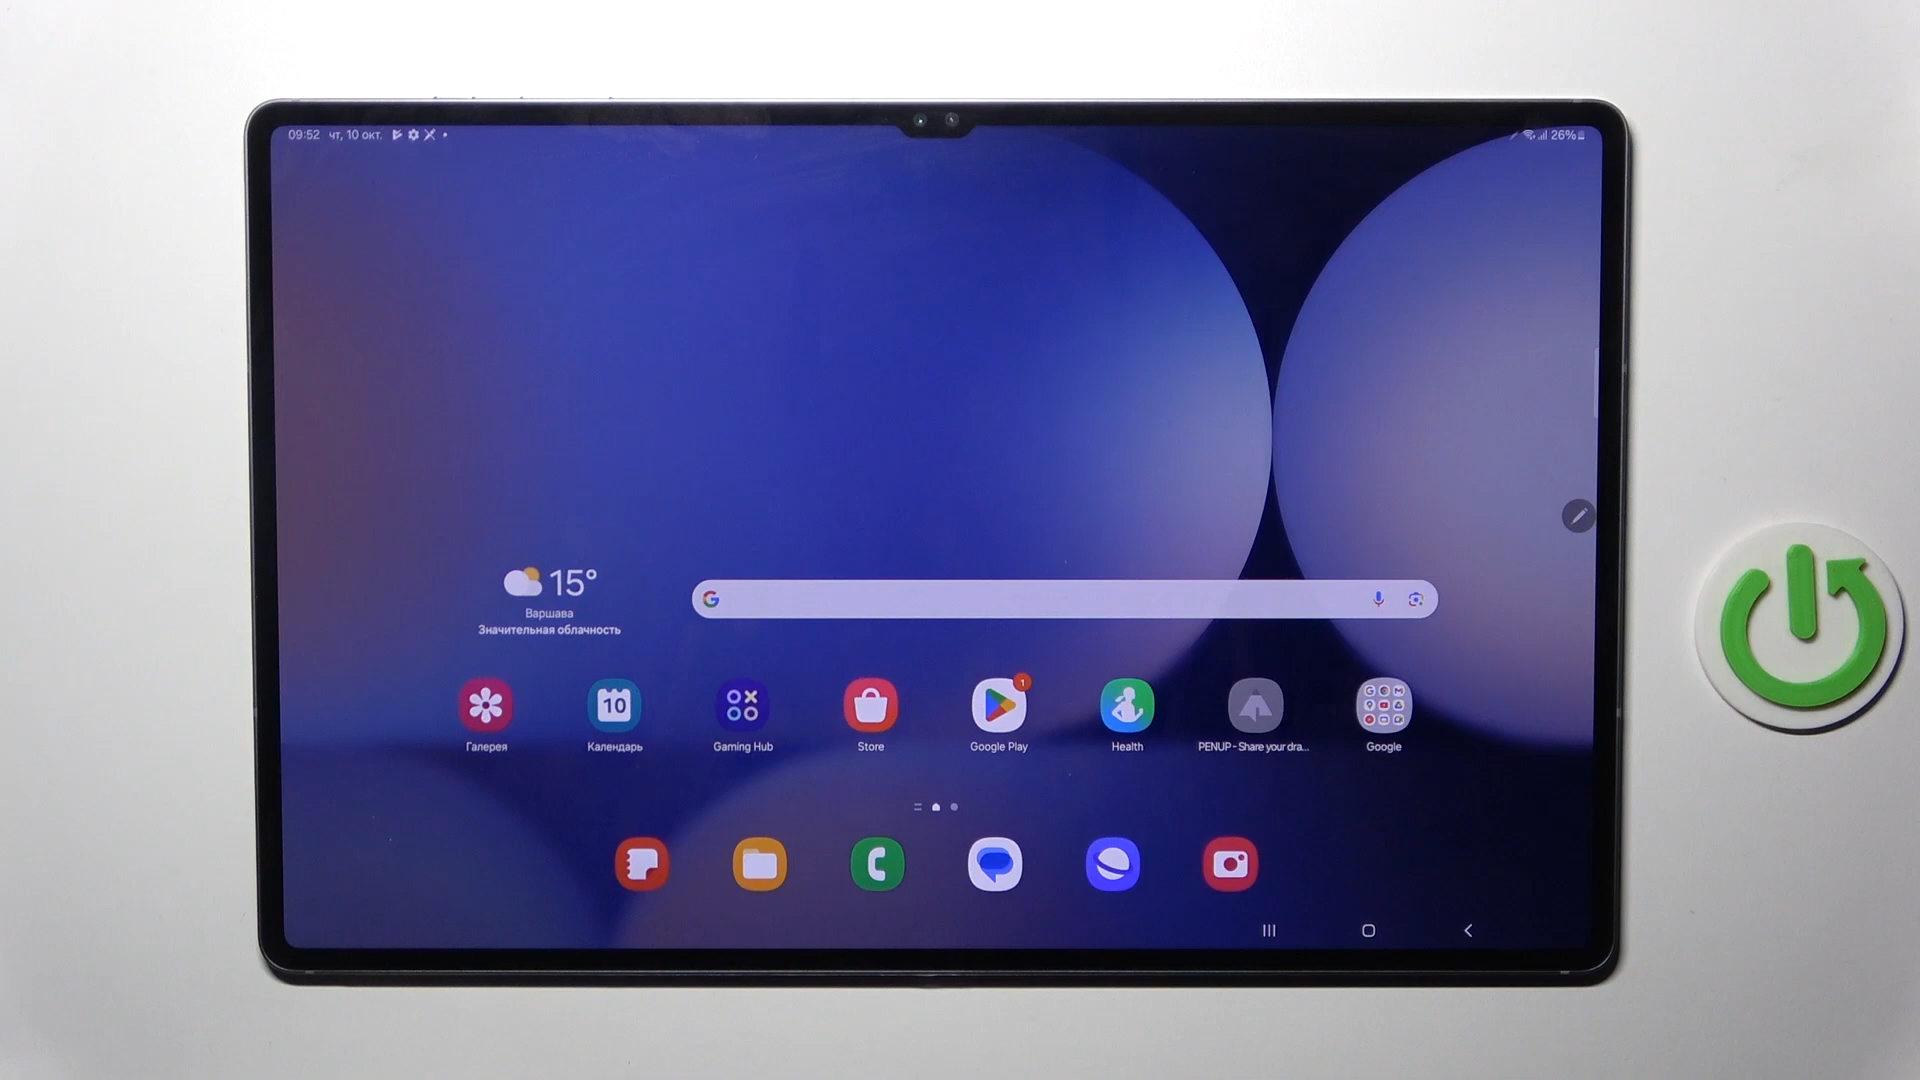 09:52 чт, 10 окт.
26%
15°
Варшава
Значительная облачность
1
10
Галерея
Календарь
Gaming Hub
Store
Google Play
Health
PENUP - Share your dra...
Google